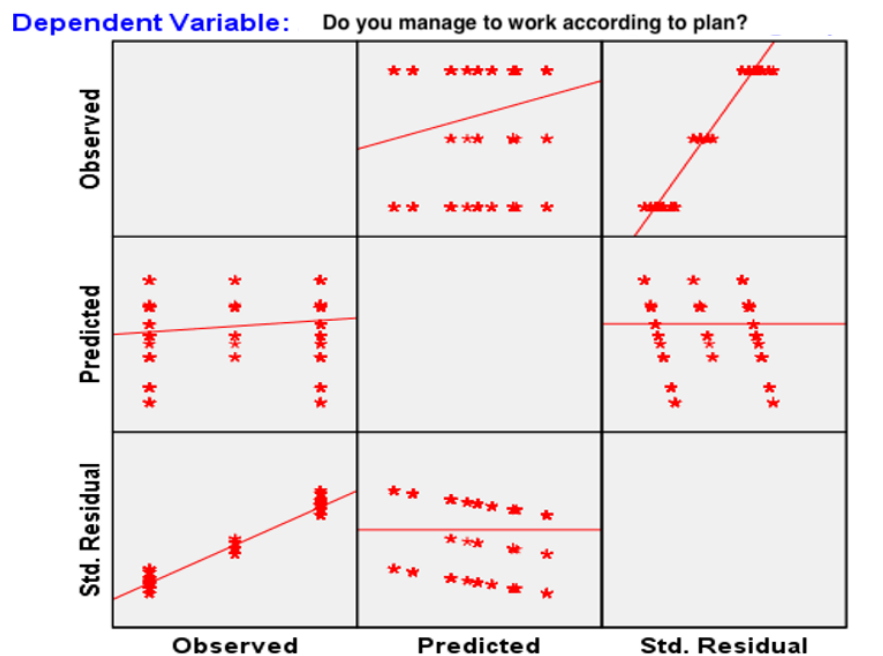 Dependent Variable: Do you manage to work according to plan?
Observed
Predicted
Std. Residual
Observed Predicted Std. Residual